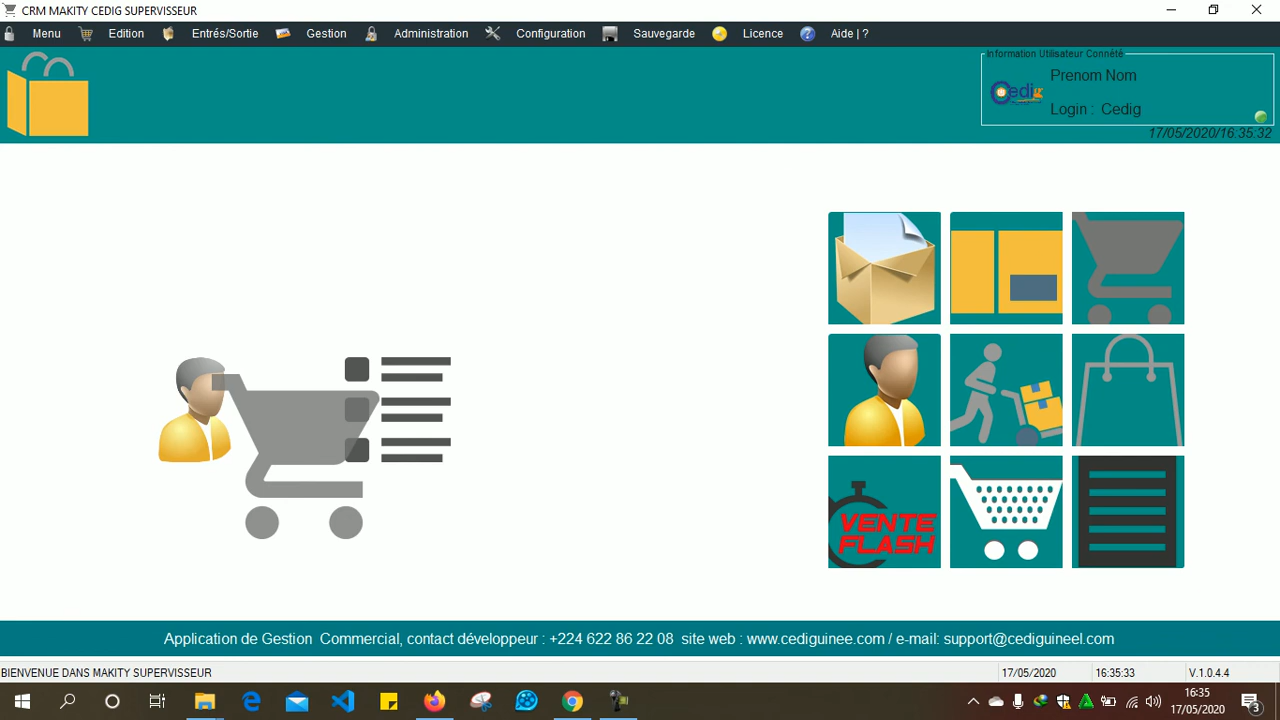 CRM MAKITY CEDIG SUPERVISSEUR
Menu Edition Entrés/Sortie Gestion Administration Configuration Sauvegarde Licence Aide | ?
Information Utilisateur Connété
Cedig
Prenom Nom
Login : Cedig
17/05/2020/16.35.32
VENTE
FLASH
Application de Gestion Commercial, contact développeur : +224 622 86 22 08 site web : www.cediguinee.com / e-mail: support@cediguineel.com
BIENVENUE DANS MAKITY SUPERVISSEUR 17/05/2020 16:35:33 V.1.0.4.4
16:35
17/05/2020
3